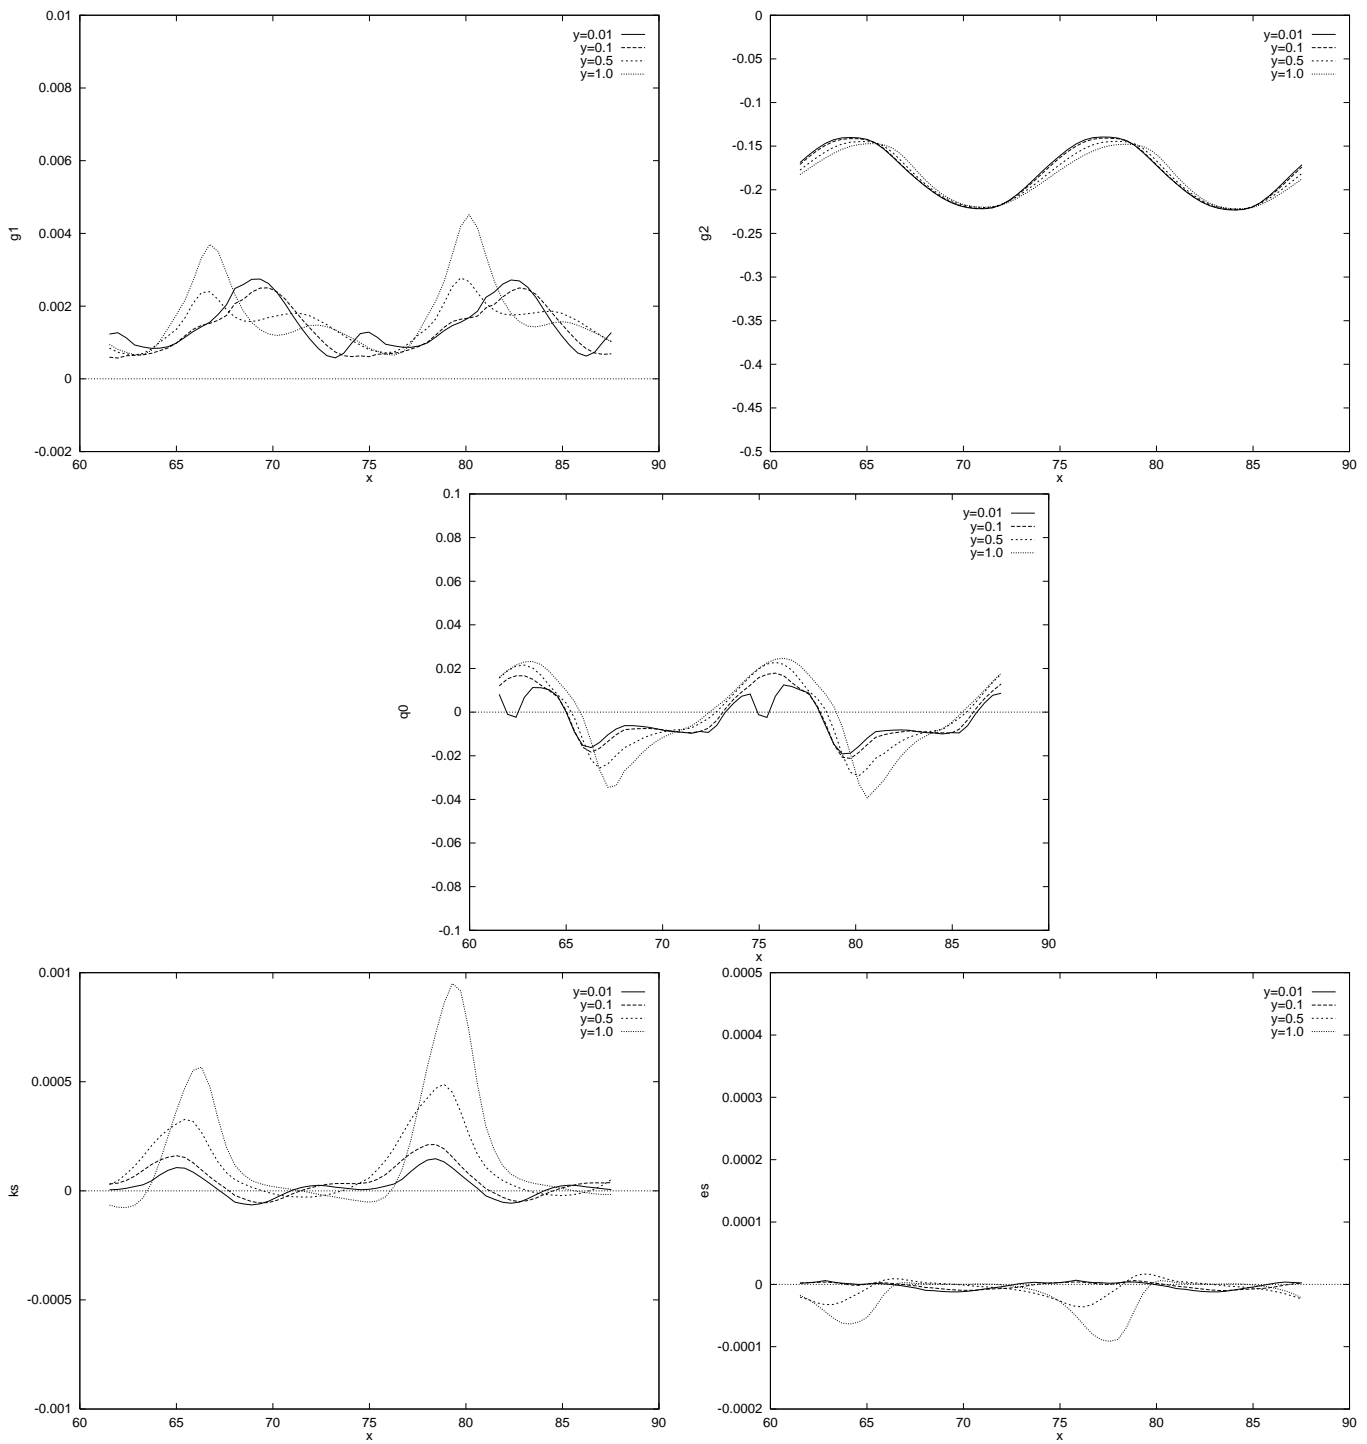 0.01
0.008
0.006
0.004
0.002
0
-0.002
60 65 70 75 80 85 90
g1
x
y=0.01
y=0.1
y=0.5
y=1.0
0
-0.05
-0.1
-0.15
-0.2
-0.25
-0.3
-0.35
-0.4
-0.45
-0.5
60 65 70 75 80 85 90
g2
x
y=0.01
y=0.1
y=0.5
y=1.0
0.1
0.08
0.06
0.04
0.02
0
-0.02
-0.04
-0.06
-0.08
-0.1
60 65 70 75 80 85 90
q0
x
y=0.01
y=0.1
y=0.5
y=1.0
0.001
0.0005
0
-0.0005
-0.001
60 65 70 75 80 85 90
ks
x
y=0.01
y=0.1
y=0.5
y=1.0
0.0005
0.0004
0.0003
0.0002
0.0001
0
-0.0001
-0.0002
60 65 70 75 80 85 90
es
x
y=0.01
y=0.1
y=0.5
y=1.0